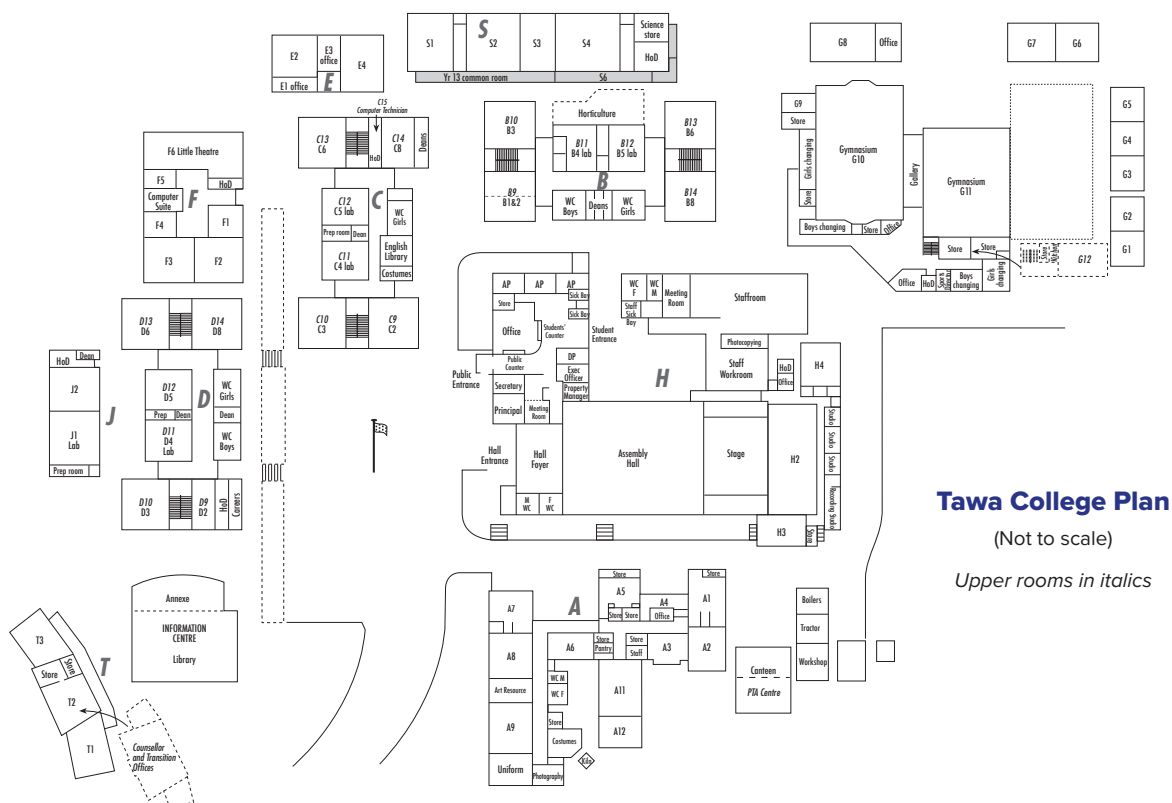 E2
E3
office
E4
E1 office
E
S1
S
S2
S3
S4
Science
store
HoD
Yr 13 common room
S6
G8
Office
G7
G6
C15
Computer Technician
C13
C6
HoD
C14
C8
Deans
F6 Little Theatre
F5
HoD
Computer
Suite
F
F4
F1
F3
F2
C12
C5 lab
C
WC
Girls
Prep room
Dean
English
Library
C11
C4 lab
Costumes
C10
C3
C9
C2
Horticulture
B10
B3
B11
B4 lab
B12
B5 lab
B13
B6
B9
B1&2
B
WC
Boys
Deans
WC
Girls
B14
B8
G9
Store
Girls changing
Store
Gymnasium
G10
Gallery
Gymnasium
G11
Boys changing
Store
Office
Store
Store
Store
Kitchen
G12
Office
HoD
Sports
Director
Boys
changing
Girls
changing
G5
G4
G3
G2
G1
D13
D6
D14
D8
HoD
Dean
J2
J
J1
Lab
Prep room
D12
D5
D
WC
Girls
Prep
Dean
Dean
D11
D4
Lab
WC
Boys
D10
D3
D9
D2
HoD
Careers
AP
AP
AP
Store
Sick Bay
Sick Bay
Office
Students'
Counter
Student
Entrance
Public
Counter
Public
Entrance
DP
Exec
Officer
Property
Manager
Secretary
Principal
Meeting
Room
WC
F
WC
M
Staff
Sick
Bay
Meeting
Room
Staffroom
Photocopying
Staff
Workroom
HoD
Office
H4
H
Hall
Entrance
Hall
Foyer
M
WC
F
WC
Assembly
Hall
Stage
H2
Studio
Studio
Studio
Recording Studio
H3
Store
Tawa College Plan
(Not to scale)
Upper rooms in italics
Annexe
INFORMATION
CENTRE
Library
T3
Store
Store
T
T2
T1
Counsellor
and Transition
Offices
A7
A
Store
A5
Store
Store
A4
Office
Store
A1
A8
A6
Store
Pantry
Store
Staff
A3
A2
Art Resource
WC M
WC F
A11
A9
Store
Costumes
A12
Kiln
Uniform
Photography
Canteen
PTA Centre
Boilers
Tractor
Workshop